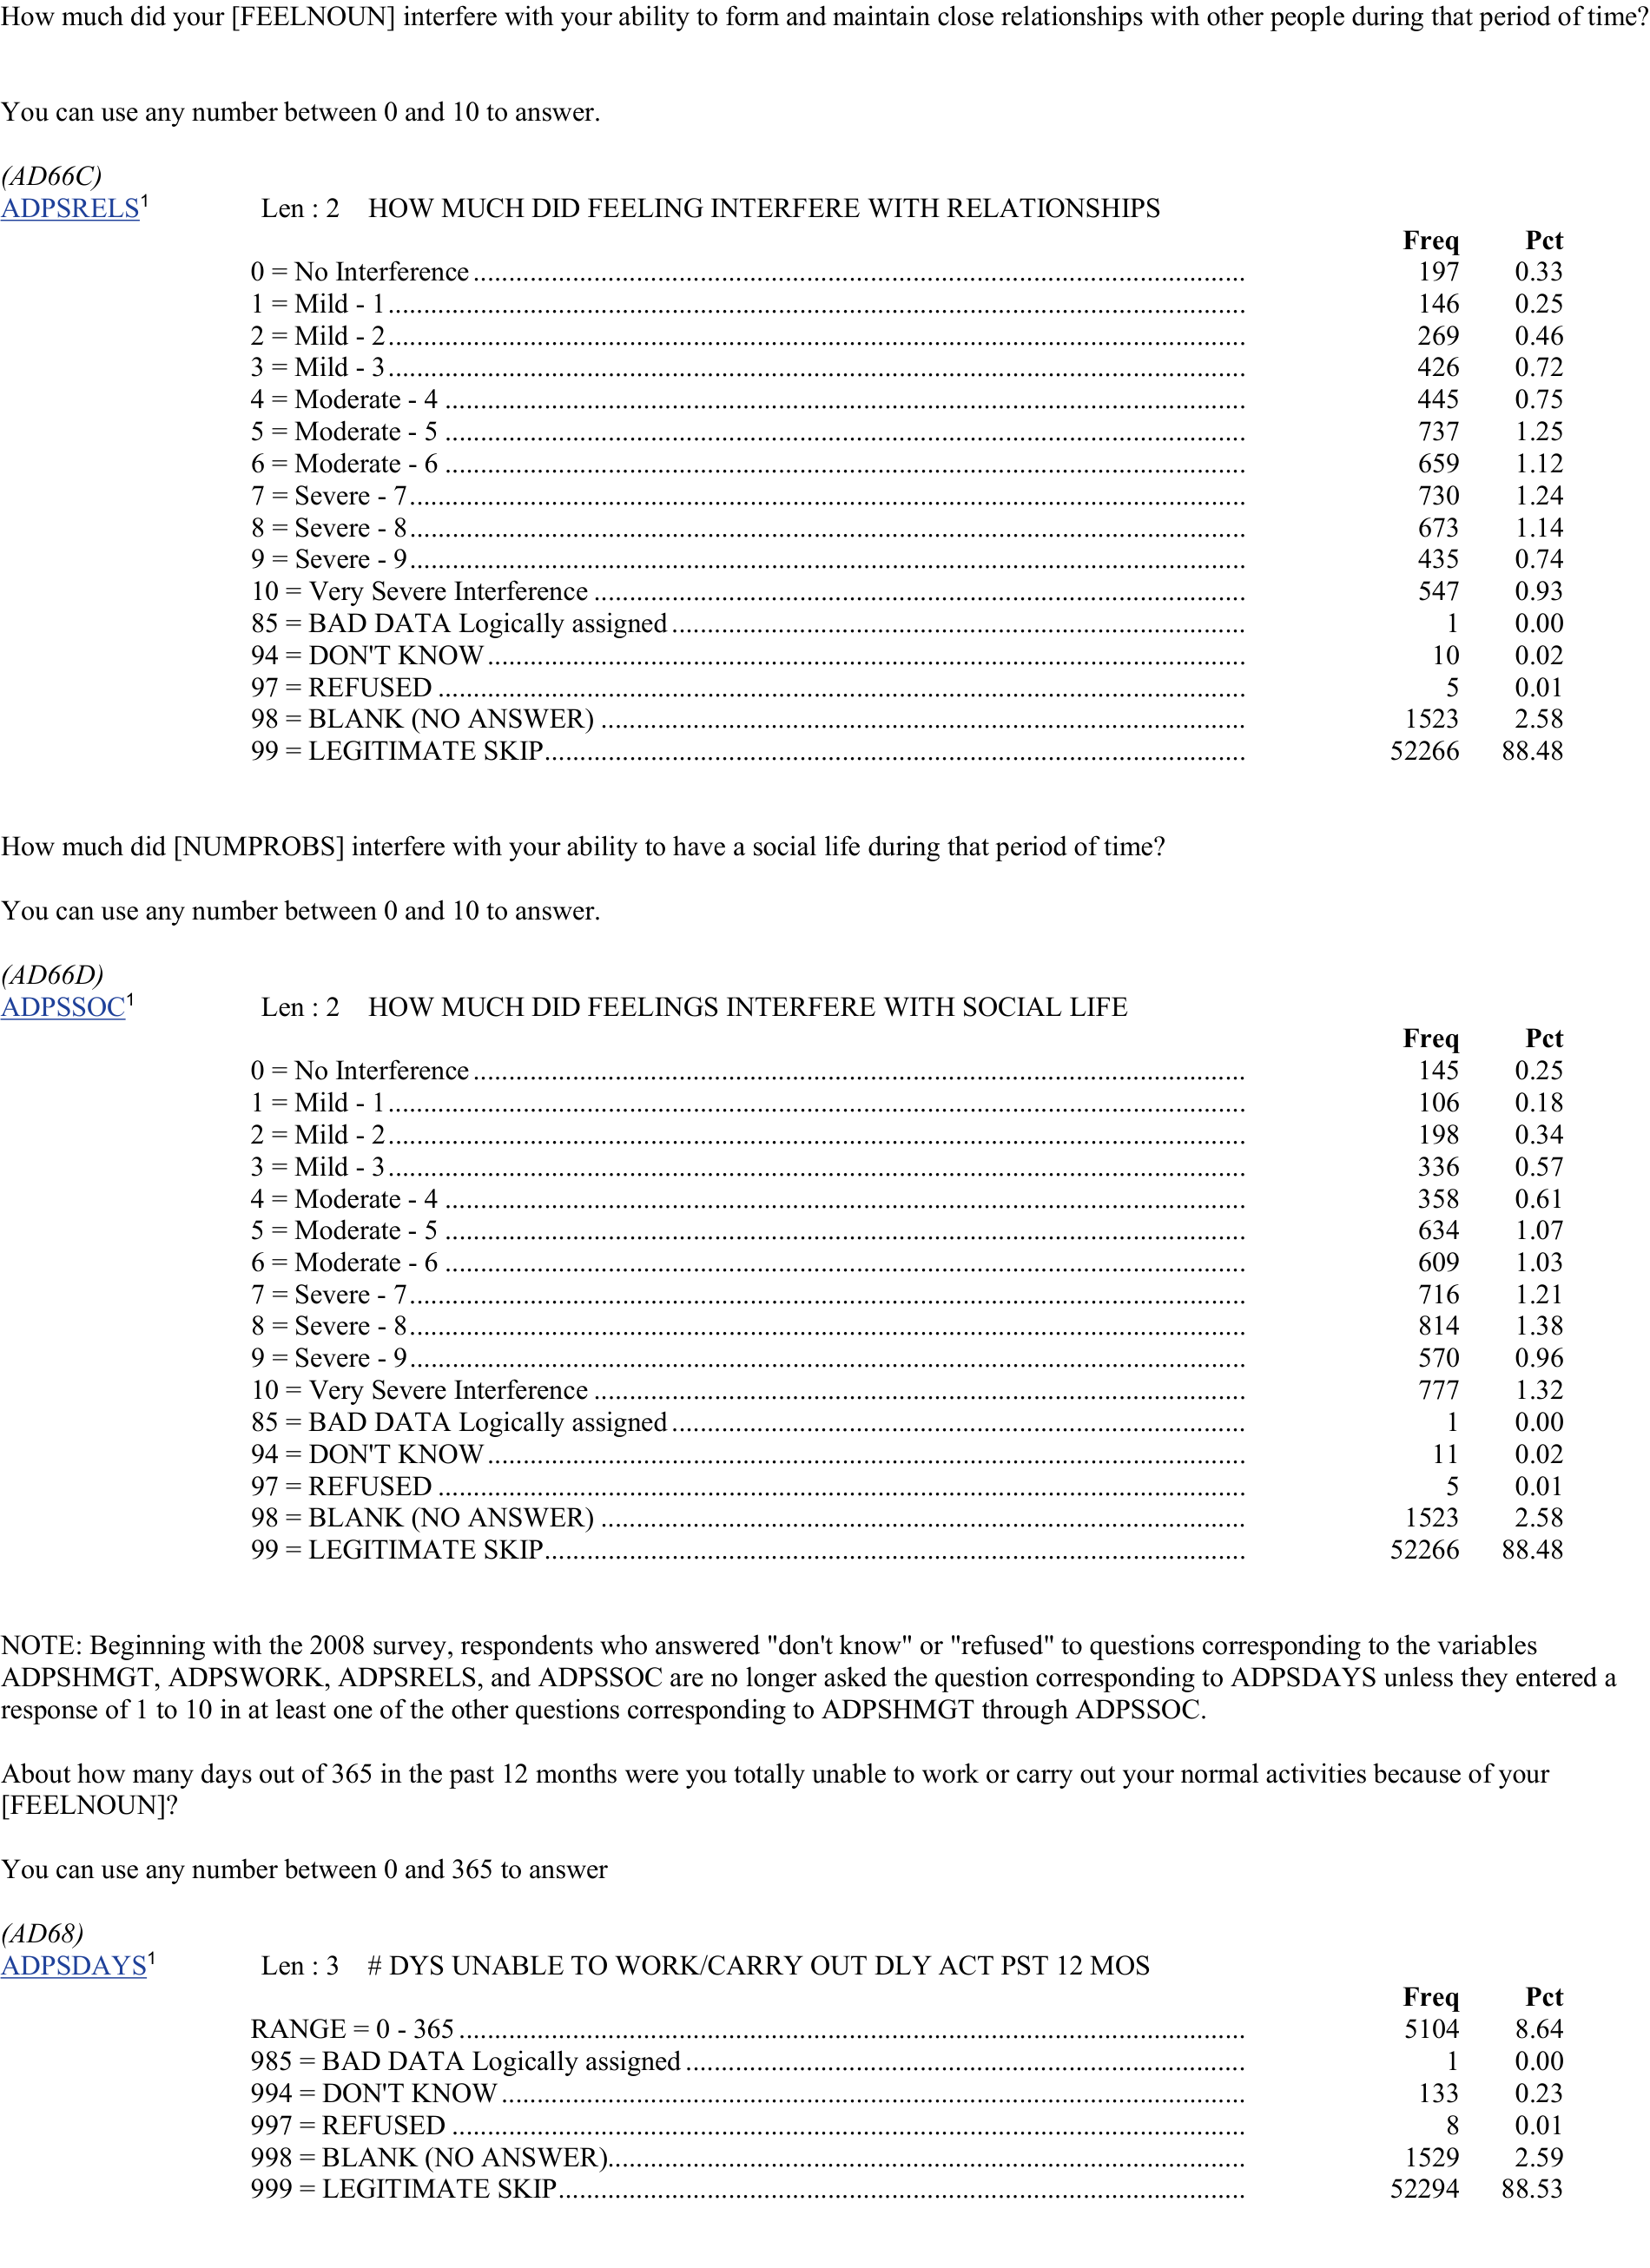 How much did your [FEELNOUN] interfere with your ability to form and maintain close relationships with other people during that period of time?
You can use any number between 0 and 10 to answer.
(AD66C)
ADPSRELS1 Len : 2 HOW MUCH DID FEELING INTERFERE WITH RELATIONSHIPS
Freq Pct
0 = No Interference 197 0.33
1 = Mild - 1 146 0.25
2 = Mild - 2 269 0.46
3 = Mild - 3 426 0.72
4 = Moderate - 4 445 0.75
5 = Moderate - 5 737 1.25
6 = Moderate - 6 659 1.12
7 = Severe - 7 730 1.24
8 = Severe - 8 673 1.14
9 = Severe - 9 435 0.74
10 = Very Severe Interference 547 0.93
85 = BAD DATA Logically assigned 1 0.00
94 = DON'T KNOW 10 0.02
97 = REFUSED 5 0.01
98 = BLANK (NO ANSWER) 1523 2.58
99 = LEGITIMATE SKIP 52266 88.48
How much did [NUMPROBS] interfere with your ability to have a social life during that period of time?
You can use any number between 0 and 10 to answer.
(AD66D)
ADPSSOC1 Len : 2 HOW MUCH DID FEELINGS INTERFERE WITH SOCIAL LIFE
Freq Pct
0 = No Interference 145 0.25
1 = Mild - 1 106 0.18
2 = Mild - 2 198 0.34
3 = Mild - 3 336 0.57
4 = Moderate - 4 358 0.61
5 = Moderate - 5 634 1.07
6 = Moderate - 6 609 1.03
7 = Severe - 7 716 1.21
8 = Severe - 8 814 1.38
9 = Severe - 9 570 0.96
10 = Very Severe Interference 777 1.32
85 = BAD DATA Logically assigned 1 0.00
94 = DON'T KNOW 11 0.02
97 = REFUSED 5 0.01
98 = BLANK (NO ANSWER) 1523 2.58
99 = LEGITIMATE SKIP 52266 88.48
NOTE: Beginning with the 2008 survey, respondents who answered "don't know" or "refused" to questions corresponding to the variables
ADPSHMGT, ADPSWORK, ADPSRELS, and ADPSSOC are no longer asked the question corresponding to ADPSDAYS unless they entered a
response of 1 to 10 in at least one of the other questions corresponding to ADPSHMGT through ADPSSOC.
About how many days out of 365 in the past 12 months were you totally unable to work or carry out your normal activities because of your
[FEELNOUN]?
You can use any number between 0 and 365 to answer
(AD68)
ADPSDAYS1 Len : 3 # DYS UNABLE TO WORK/CARRY OUT DLY ACT PST 12 MOS
Freq Pct
RANGE = 0 - 365 5104 8.64
985 = BAD DATA Logically assigned 1 0.00
994 = DON'T KNOW 133 0.23
997 = REFUSED 8 0.01
998 = BLANK (NO ANSWER) 1529 2.59
999 = LEGITIMATE SKIP 52294 88.53